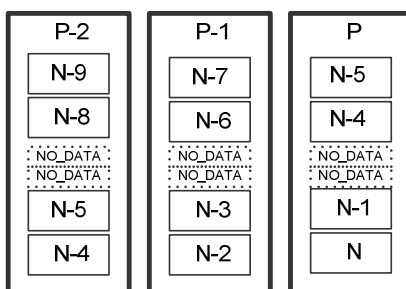 P-2
N-9
N-8
NO_DATA
NO_DATA
N-5
N-4
P-1
N-7
N-6
NO_DATA
NO_DATA
N-3
N-2
P
N-5
N-4
NO_DATA
NO_DATA
N-1
N